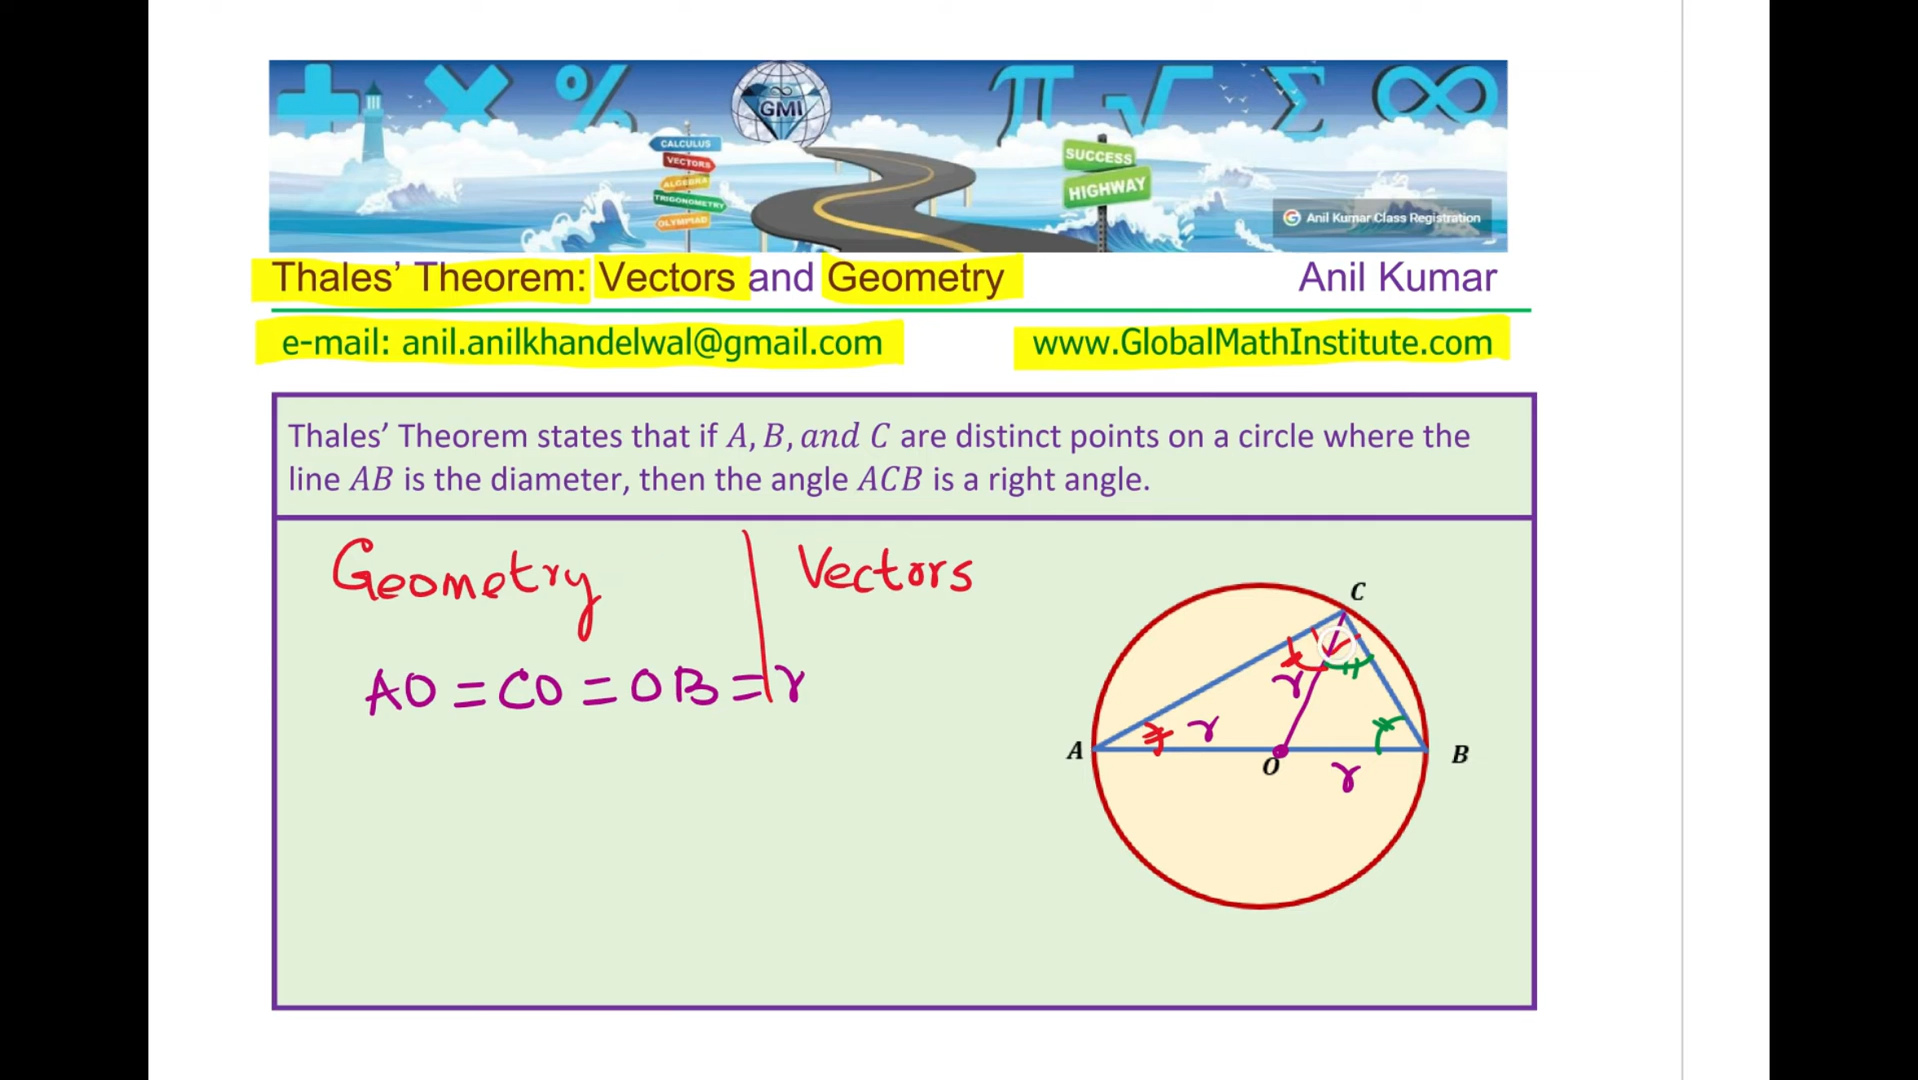 GMI
CALCULUS
VECTORS
ALGEBRA
TRIGONOMETRY
OLYMPIAD
SUCCESS
HIGHWAY
Anil Kumar Class Registration
Thales’ Theorem: Vectors and Geometry
Anil Kumar
e-mail: anil.anilkhandelwal@gmail.com
www.GlobalMathInstitute.com
Thales’ Theorem states that if A, B, and C are distinct points on a circle where the
line AB is the diameter, then the angle ACB is a right angle.
Geometry
Vectors
AO = CO = OB = r
C
r
r
A
O
B
r